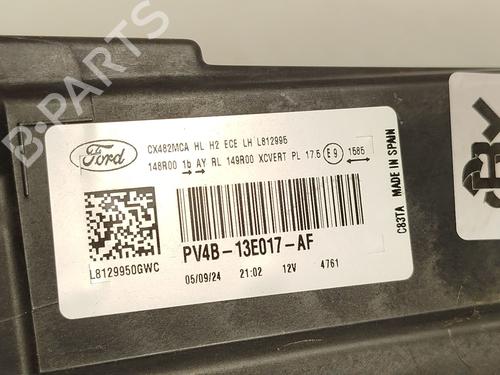 Ford
CX482MCA HL H2 ECE LH L812995
148R00 1b AY RL 149R00 XCVERT PL 17.5 E9 1585
PV4B-13E017-AF
L8129950GWC
05/09/24 21:02 12V 4761
C83TA MADE IN SPAIN